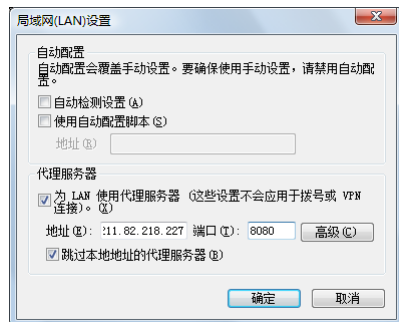 局域网(LAN)设置
自动配置
自动配置会覆盖手动设置。要确保使用手动设置，请禁用自动配
置。
自动检测设置(A)
使用自动配置脚本(S)
地址(R)
代理服务器
为 LAN 使用代理服务器（这些设置不会应用于拨号或 VPN
连接）。(X)
地址(E): 211.82.218.227 端口(T): 8080 高级(C)
跳过本地地址的代理服务器(B)
确定 取消